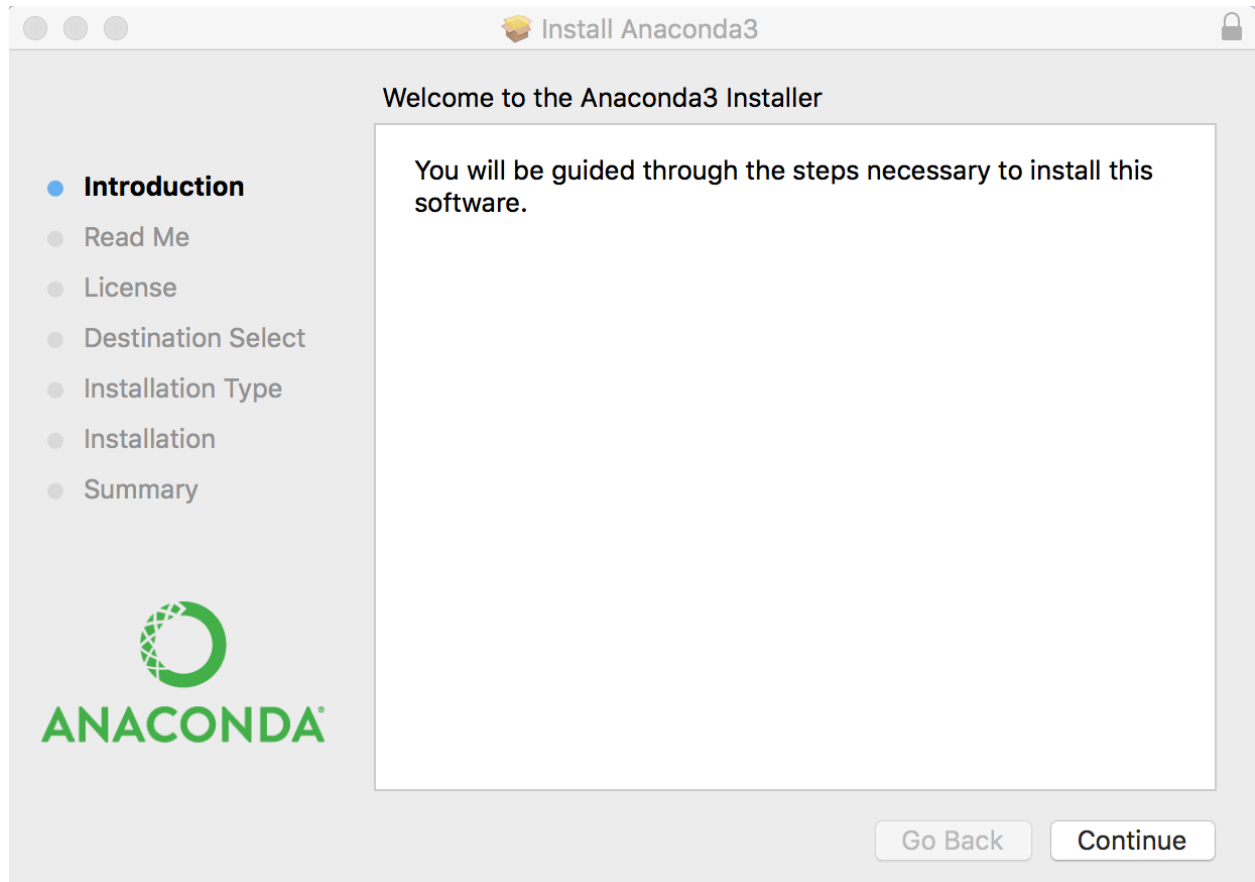 Install Anaconda3
Welcome to the Anaconda3 Installer
Introduction
Read Me
License
Destination Select
Installation Type
Installation
Summary
ANACONDA
You will be guided through the steps necessary to install this
software.
Go Back
Continue